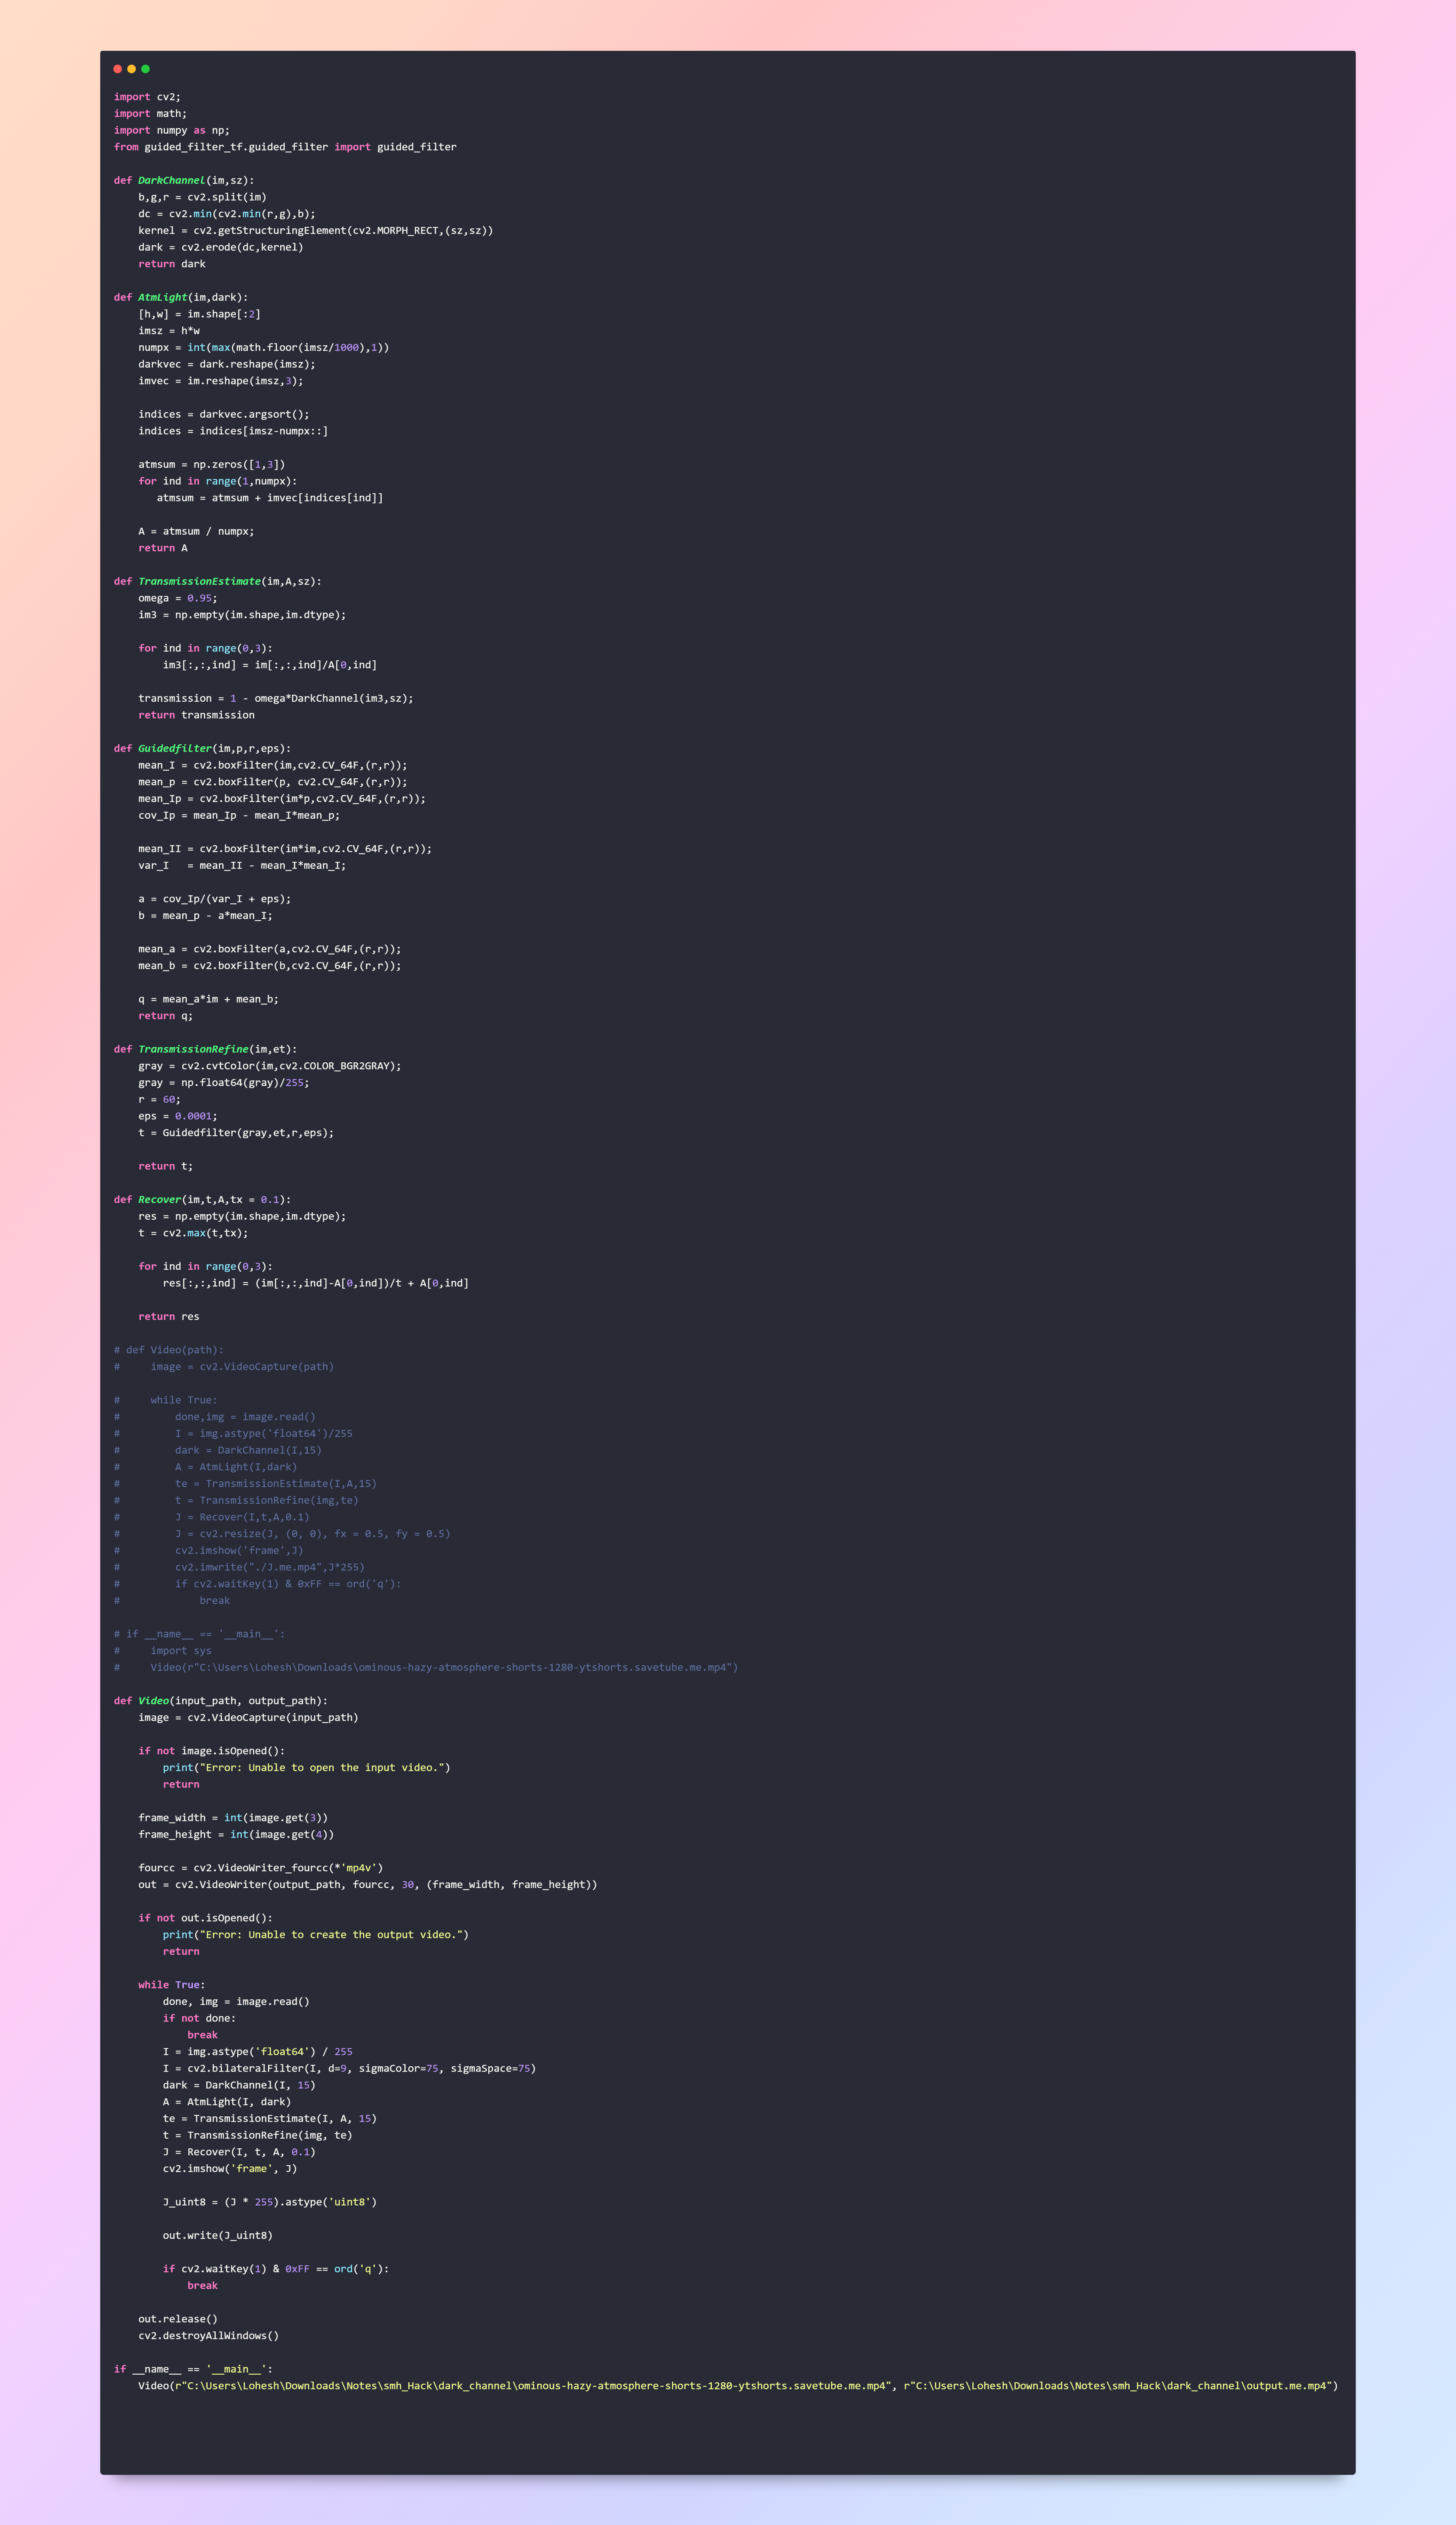 import cv2;
import math;
import numpy as np;
from guided_filter_tf.guided_filter import guided_filter

def DarkChannel(im,sz):
    b,g,r = cv2.split(im)
    dc = cv2.min(cv2.min(r,g),b);
    kernel = cv2.getStructuringElement(cv2.MORPH_RECT,(sz,sz))
    dark = cv2.erode(dc,kernel)
    return dark

def AtmLight(im,dark):
    [h,w] = im.shape[:2]
    imsz = h*w
    numpx = int(max(math.floor(imsz/1000),1))
    darkvec = dark.reshape(imsz);
    imvec = im.reshape(imsz,3);

    indices = darkvec.argsort();
    indices = indices[imsz-numpx::]

    atmsum = np.zeros([1,3])
    for ind in range(1,numpx):
       atmsum = atmsum + imvec[indices[ind]]

    A = atmsum / numpx;
    return A

def TransmissionEstimate(im,A,sz):
    omega = 0.95;
    im3 = np.empty(im.shape,im.dtype);

    for ind in range(0,3):
        im3[:,:,ind] = im[:,:,ind]/A[0,ind]

    transmission = 1 - omega*DarkChannel(im3,sz);
    return transmission

def Guidedfilter(im,p,r,eps):
    mean_I = cv2.boxFilter(im,cv2.CV_64F,(r,r));
    mean_p = cv2.boxFilter(p, cv2.CV_64F,(r,r));
    mean_Ip = cv2.boxFilter(im*p,cv2.CV_64F,(r,r));
    cov_Ip = mean_Ip - mean_I*mean_p;

    mean_II = cv2.boxFilter(im*im,cv2.CV_64F,(r,r));
    var_I   = mean_II - mean_I*mean_I;

    a = cov_Ip/(var_I + eps);
    b = mean_p - a*mean_I;

    mean_a = cv2.boxFilter(a,cv2.CV_64F,(r,r));
    mean_b = cv2.boxFilter(b,cv2.CV_64F,(r,r));

    q = mean_a*im + mean_b;
    return q;

def TransmissionRefine(im,et):
    gray = cv2.cvtColor(im,cv2.COLOR_BGR2GRAY);
    gray = np.float64(gray)/255;
    r = 60;
    eps = 0.0001;
    t = Guidedfilter(gray,et,r,eps);

    return t;

def Recover(im,t,A,tx = 0.1):
    res = np.empty(im.shape,im.dtype);
    t = cv2.max(t,tx);

    for ind in range(0,3):
        res[:,:,ind] = (im[:,:,ind]-A[0,ind])/t + A[0,ind]

    return res

# def Video(path):
#     image = cv2.VideoCapture(path)

#     while True:
#         done,img = image.read()
#         I = img.astype('float64')/255
#         dark = DarkChannel(I,15)
#         A = AtmLight(I,dark)
#         te = TransmissionEstimate(I,A,15)
#         t = TransmissionRefine(img,te)
#         J = Recover(I,t,A,0.1)
#         J = cv2.resize(J, (0, 0), fx = 0.5, fy = 0.5)
#         cv2.imshow('frame',J)
#         cv2.imwrite("./J.me.mp4",J*255)
#         if cv2.waitKey(1) & 0xFF == ord('q'):
#             break

# if __name__ == '__main__':
#     import sys
#     Video(r"C:\Users\Lohesh\Downloads\ominous-hazy-atmosphere-shorts-1280-ytshorts.savetube.me.mp4")

def Video(input_path, output_path):
    image = cv2.VideoCapture(input_path)

    if not image.isOpened():
        print("Error: Unable to open the input video.")
        return

    frame_width = int(image.get(3))
    frame_height = int(image.get(4))

    fourcc = cv2.VideoWriter_fourcc(*'mp4v')
    out = cv2.VideoWriter(output_path, fourcc, 30, (frame_width, frame_height))

    if not out.isOpened():
        print("Error: Unable to create the output video.")
        return

    while True:
        done, img = image.read()
        if not done:
            break
        I = img.astype('float64') / 255
        I = cv2.bilateralFilter(I, d=9, sigmaColor=75, sigmaSpace=75)
        dark = DarkChannel(I, 15)
        A = AtmLight(I, dark)
        te = TransmissionEstimate(I, A, 15)
        t = TransmissionRefine(img, te)
        J = Recover(I, t, A, 0.1)
        cv2.imshow('frame', J)

        J_uint8 = (J * 255).astype('uint8')

        out.write(J_uint8)

        if cv2.waitKey(1) & 0xFF == ord('q'):
            break

    out.release()
    cv2.destroyAllWindows()

if __name__ == '__main__':
    Video(r"C:\Users\Lohesh\Downloads\Notes\smh_Hack\dark_channel\ominous-hazy-atmosphere-shorts-1280-ytshorts.savetube.me.mp4", r"C:\Users\Lohesh\Downloads\Notes\smh_Hack\dark_channel\output.me.mp4")